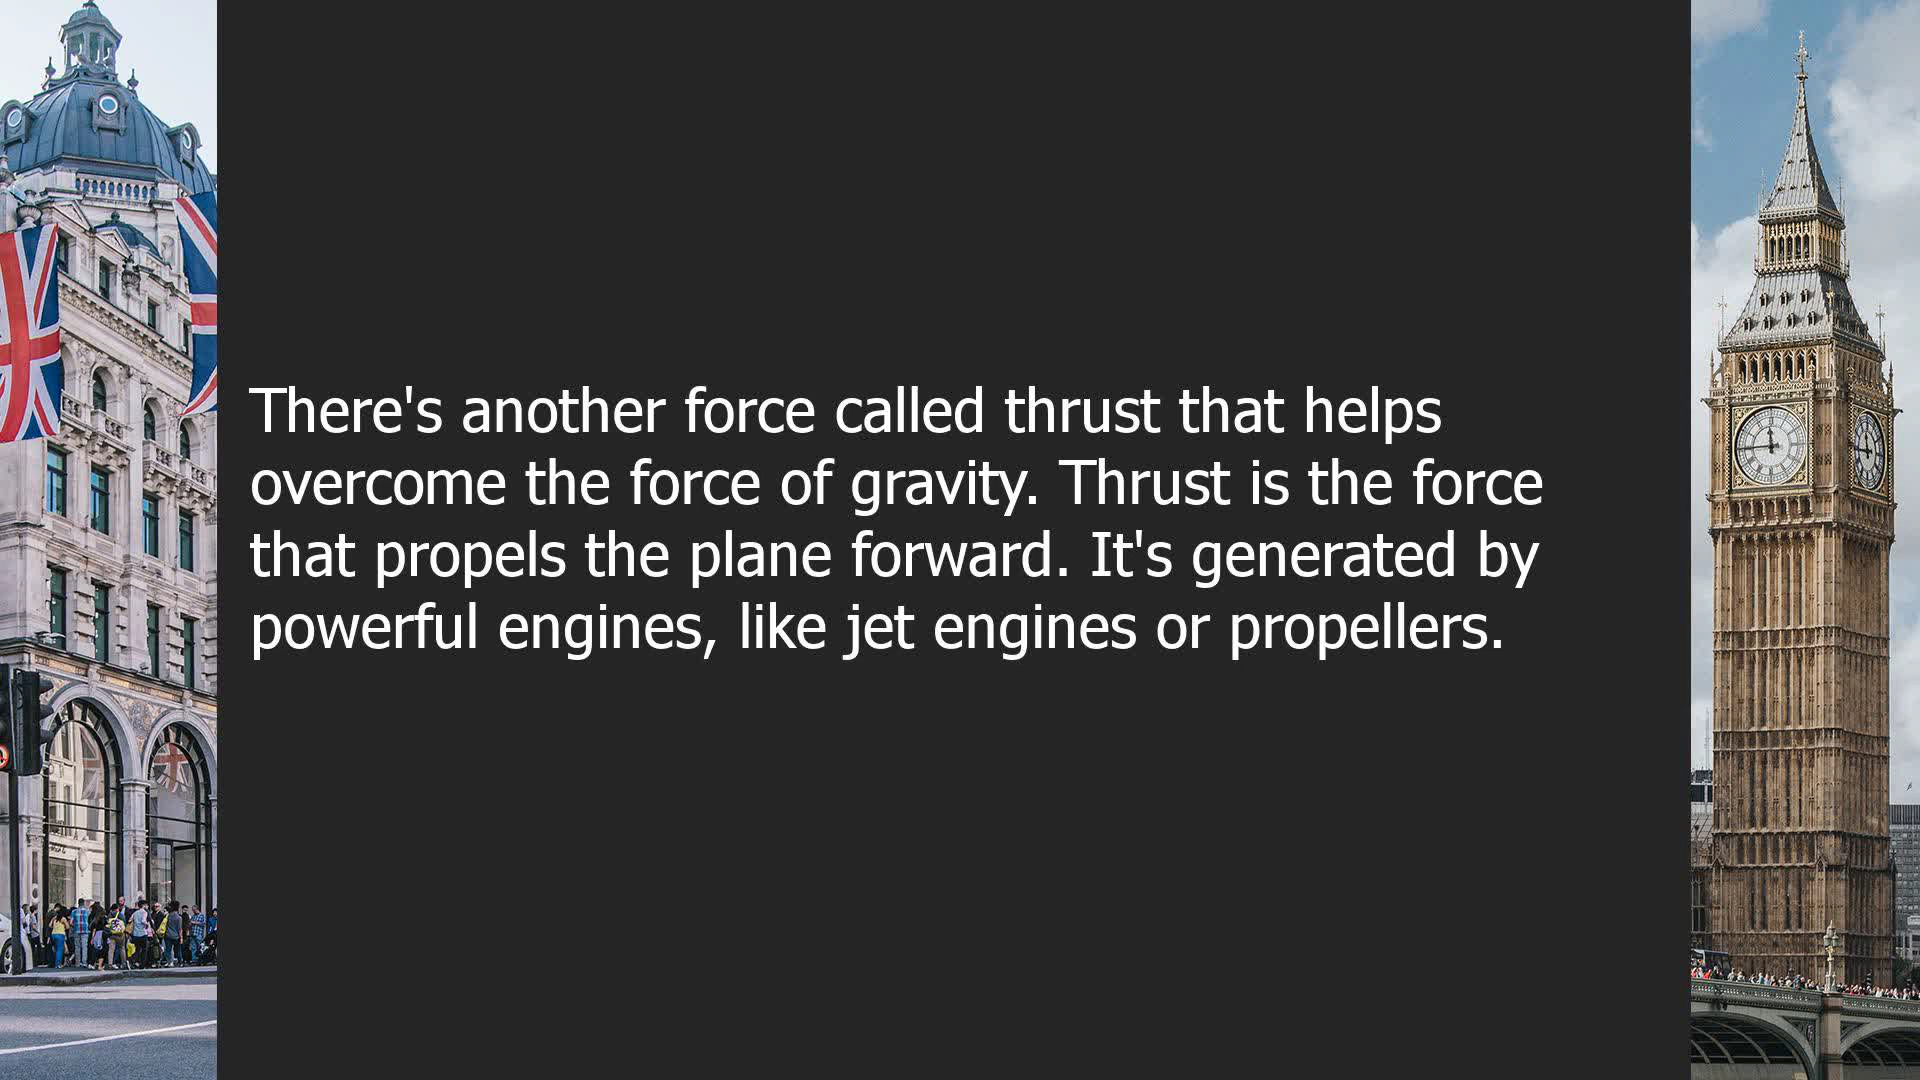 There's another force called thrust that helps
overcome the force of gravity. Thrust is the force
that propels the plane forward. It's generated by
powerful engines, like jet engines or propellers.